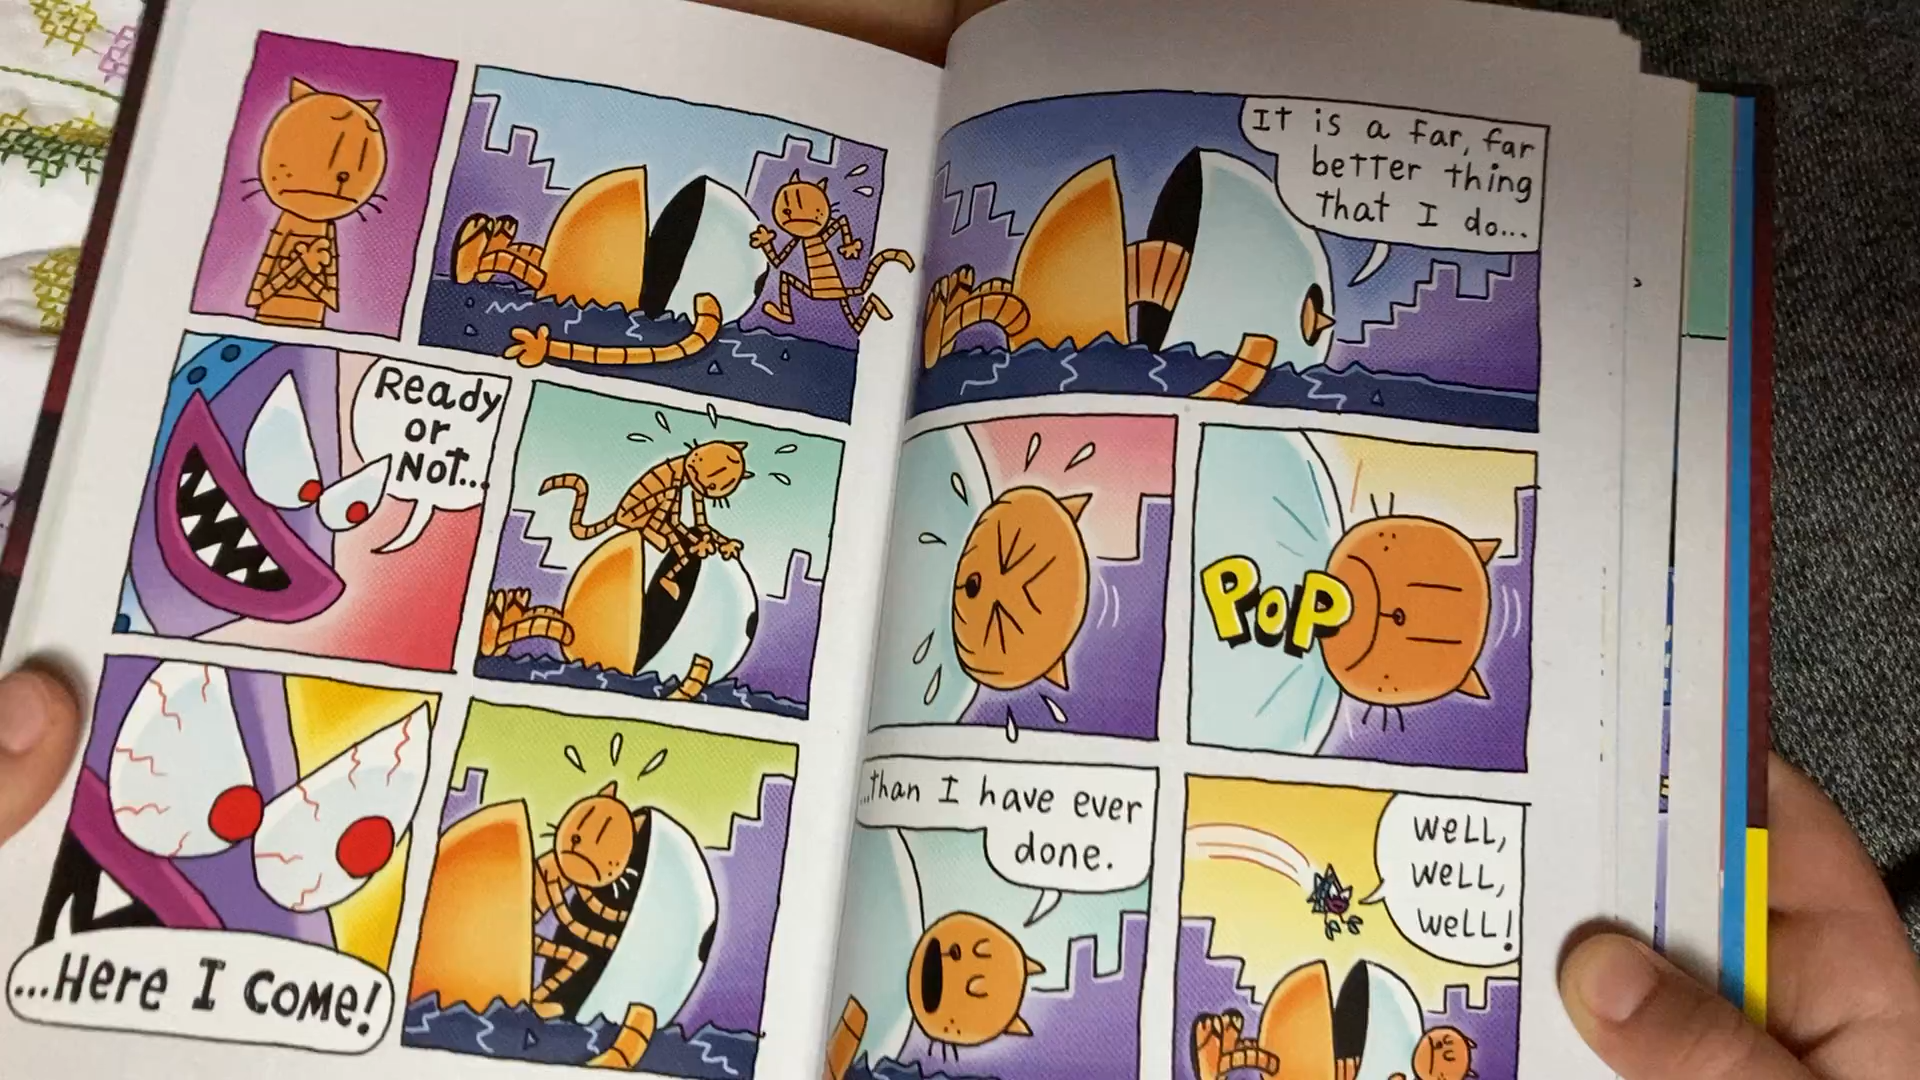 Ready
or
Not...
...Here I come!
It is a far, far
better thing
that I do...
POP
...than I have ever
done.
Well,
well,
well!